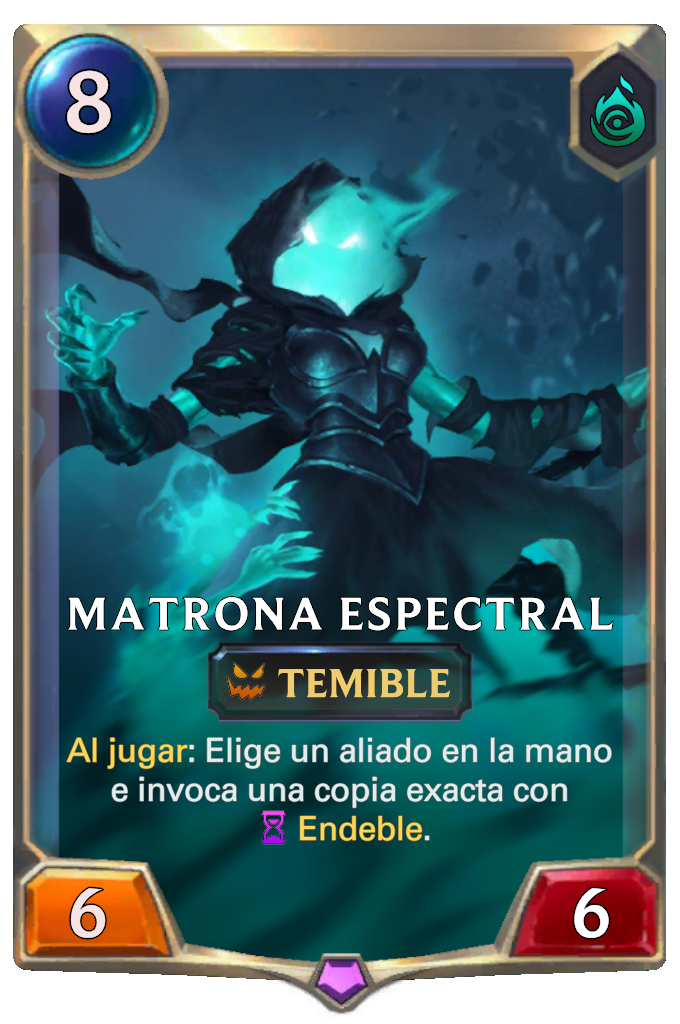 8
MATRONA ESPECTRAL
TEMIBLE
Al jugar: Elige un aliado en la mano
e invoca una copia exacta con
Endeble.
6
6